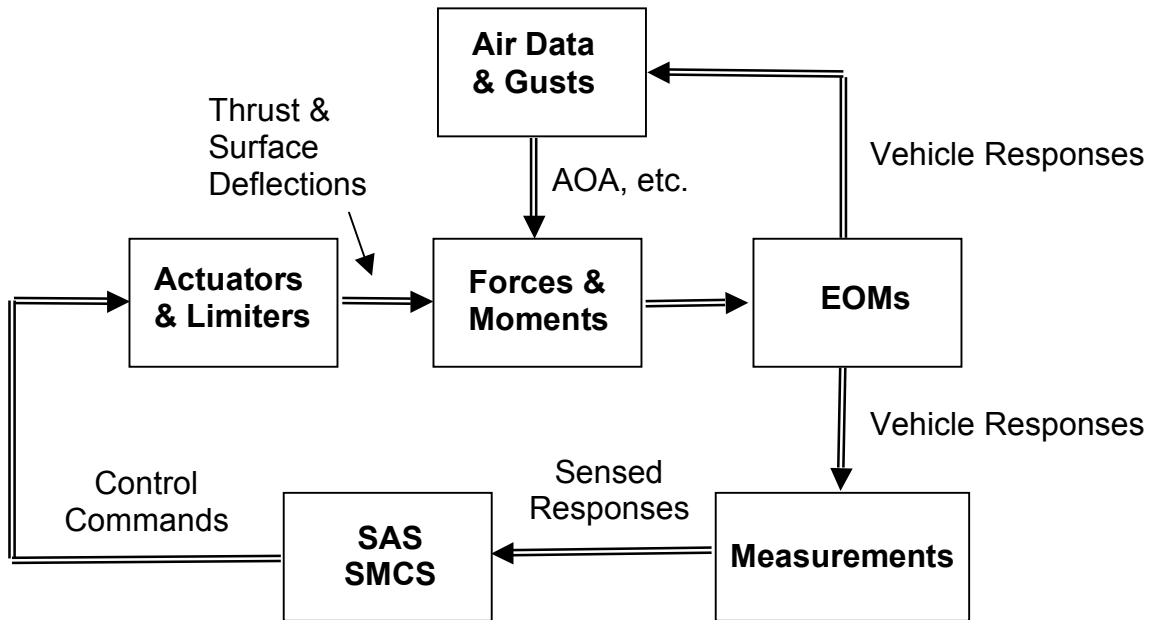 Air Data
& Gusts
Thrust &
Surface
Deflections
AOA, etc.
Vehicle Responses
Actuators
& Limiters
Forces &
Moments
EOMs
Vehicle Responses
Control
Commands
SAS
SMCS
Sensed
Responses
Measurements